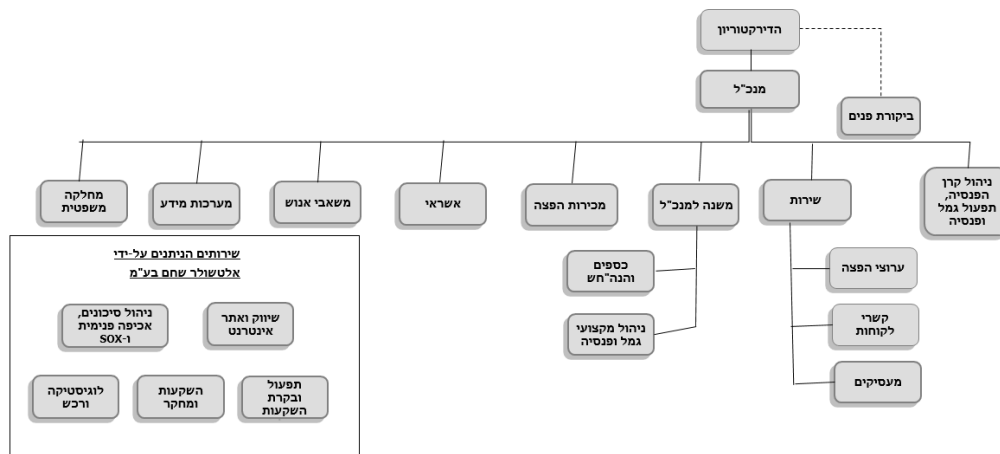 הדירקטוריון
מנכ"ל
ביקורת פנים
ניהול קרן
הפנסיה,
תפעול גמל
ופנסיה
שירות
משנה למנכ"ל
מכירות הפצה
אשראי
משאבי אנוש
מערכות מידע
מחלקה
משפטית
ערוצי הפצה
קשרי
לקוחות
מעסיקים
כספים
והנה"חש
ניהול מקצועי
גמל ופנסיה
שירותים הניתנים על-ידי
אלטשולר שחם בע"מ
שיווק ואתר
אינטרנט
ניהול סיכונים,
אכיפה פנימית
ו-SOX
תפעול
ובקרת
השקעות
השקעות
ומחקר
לוגיסטיקה
ורכש